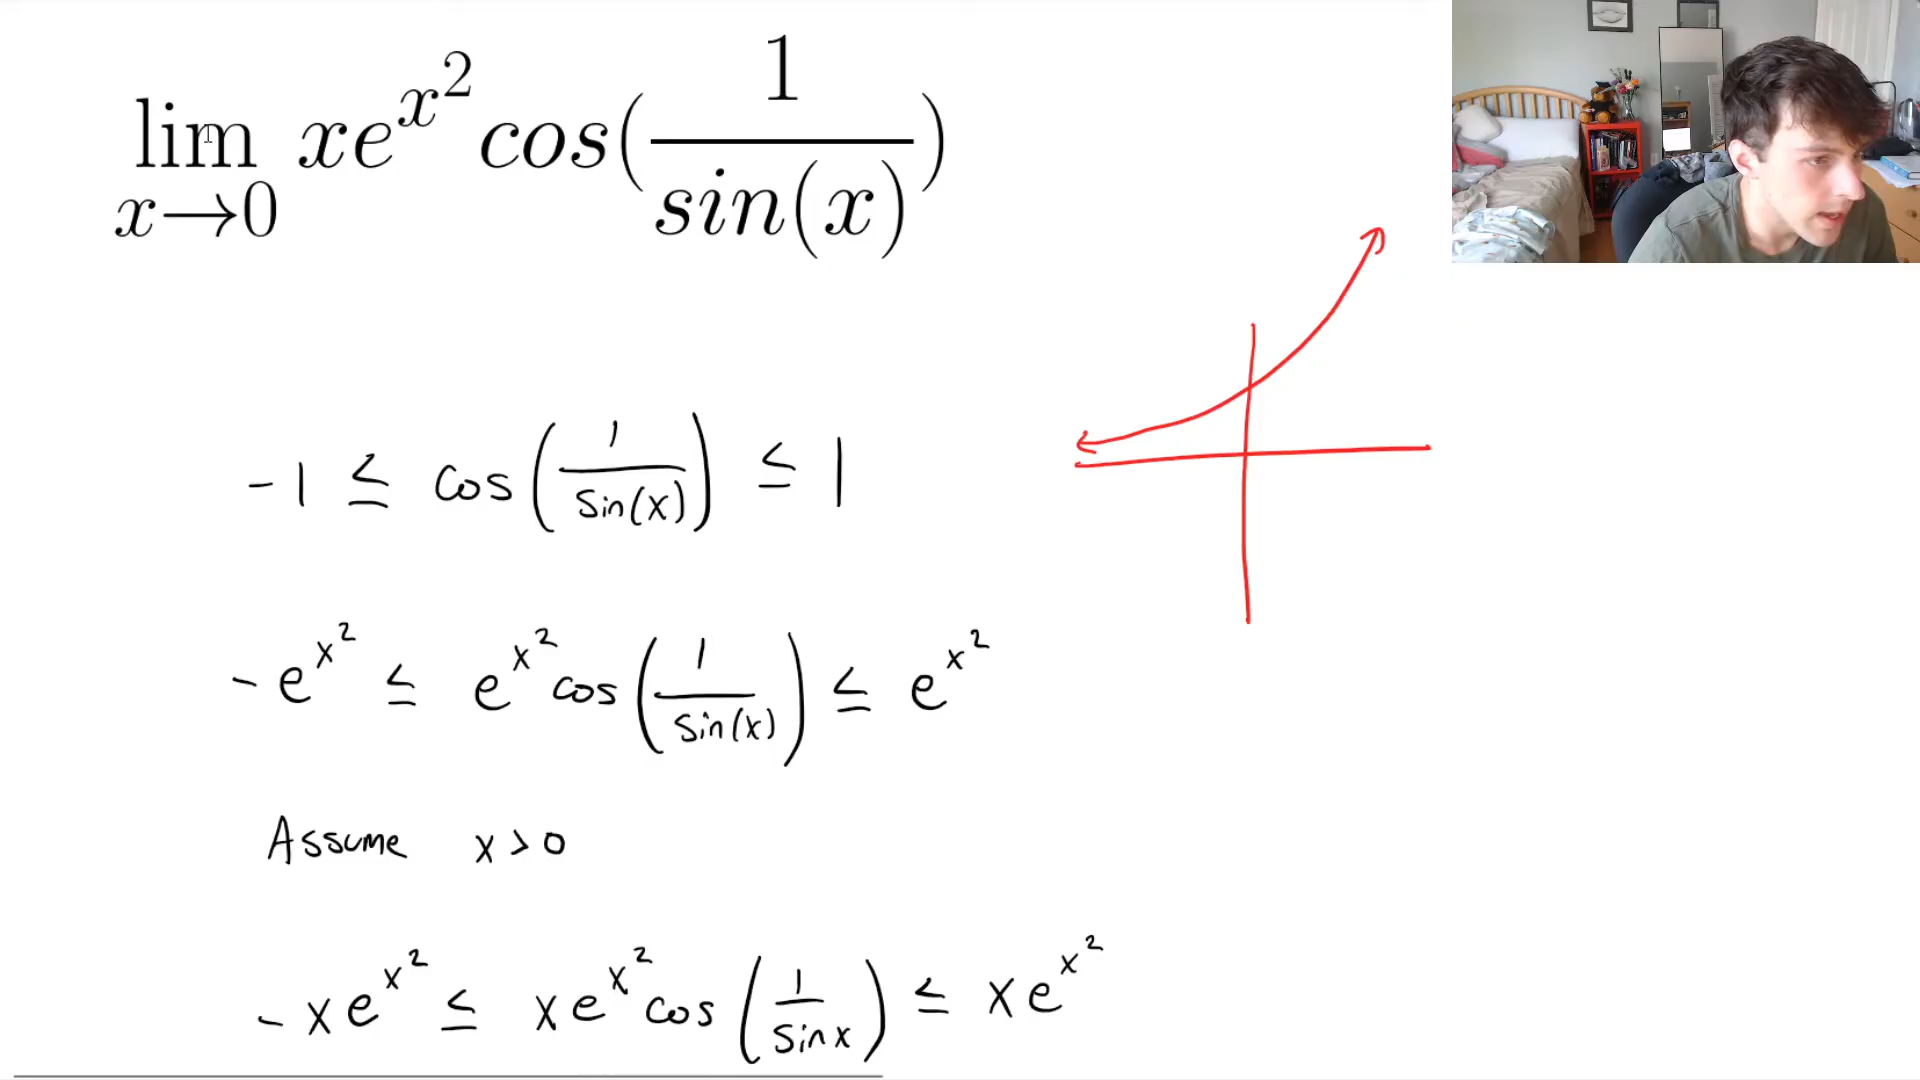 lim x→0 xe^{x^2} cos(1/sin(x))
-1 ≤ cos(1/sin(x)) ≤ 1
-e^{x^2} ≤ e^{x^2} cos(1/sin(x)) ≤ e^{x^2}
Assume x > 0
-xe^{x^2} ≤ xe^{x^2} cos(1/sin x) ≤ xe^{x^2}